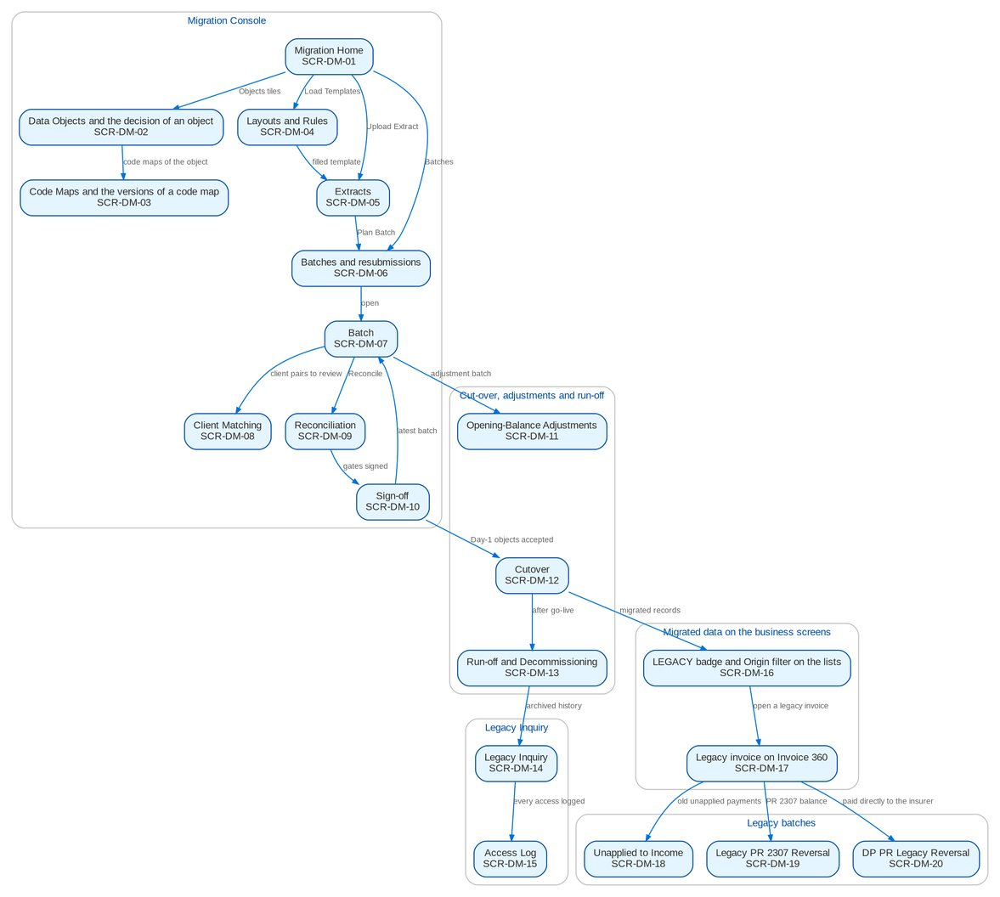 Migration Console
Migration Home
SCR-DM-01
Objects tiles
Load Templates
Data Objects and the decision of an object
SCR-DM-02
Layouts and Rules
SCR-DM-04
Upload Extract
code maps of the object
filled template
Batches
Code Maps and the versions of a code map
SCR-DM-03
Extracts
SCR-DM-05
Plan Batch
Batches and resubmissions
SCR-DM-06
open
Batch
SCR-DM-07
client pairs to review
Reconcile
adjustment batch
Cut-over, adjustments and run-off
Client Matching
SCR-DM-08
Reconciliation
SCR-DM-09
latest batch
Opening-Balance Adjustments
SCR-DM-11
gates signed
Sign-off
SCR-DM-10
Day-1 objects accepted
Cutover
SCR-DM-12
after go-live
migrated records
Migrated data on the business screens
Run-off and Decommissioning
SCR-DM-13
LEGACY badge and Origin filter on the lists
SCR-DM-16
archived history
open a legacy invoice
Legacy Inquiry
Legacy Inquiry
SCR-DM-14
Legacy invoice on Invoice 360
SCR-DM-17
every access logged
old unapplied payments
PR 2307 balance
paid directly to the insurer
Legacy batches
Access Log
SCR-DM-15
Unapplied to Income
SCR-DM-18
Legacy PR 2307 Reversal
SCR-DM-19
DP PR Legacy Reversal
SCR-DM-20